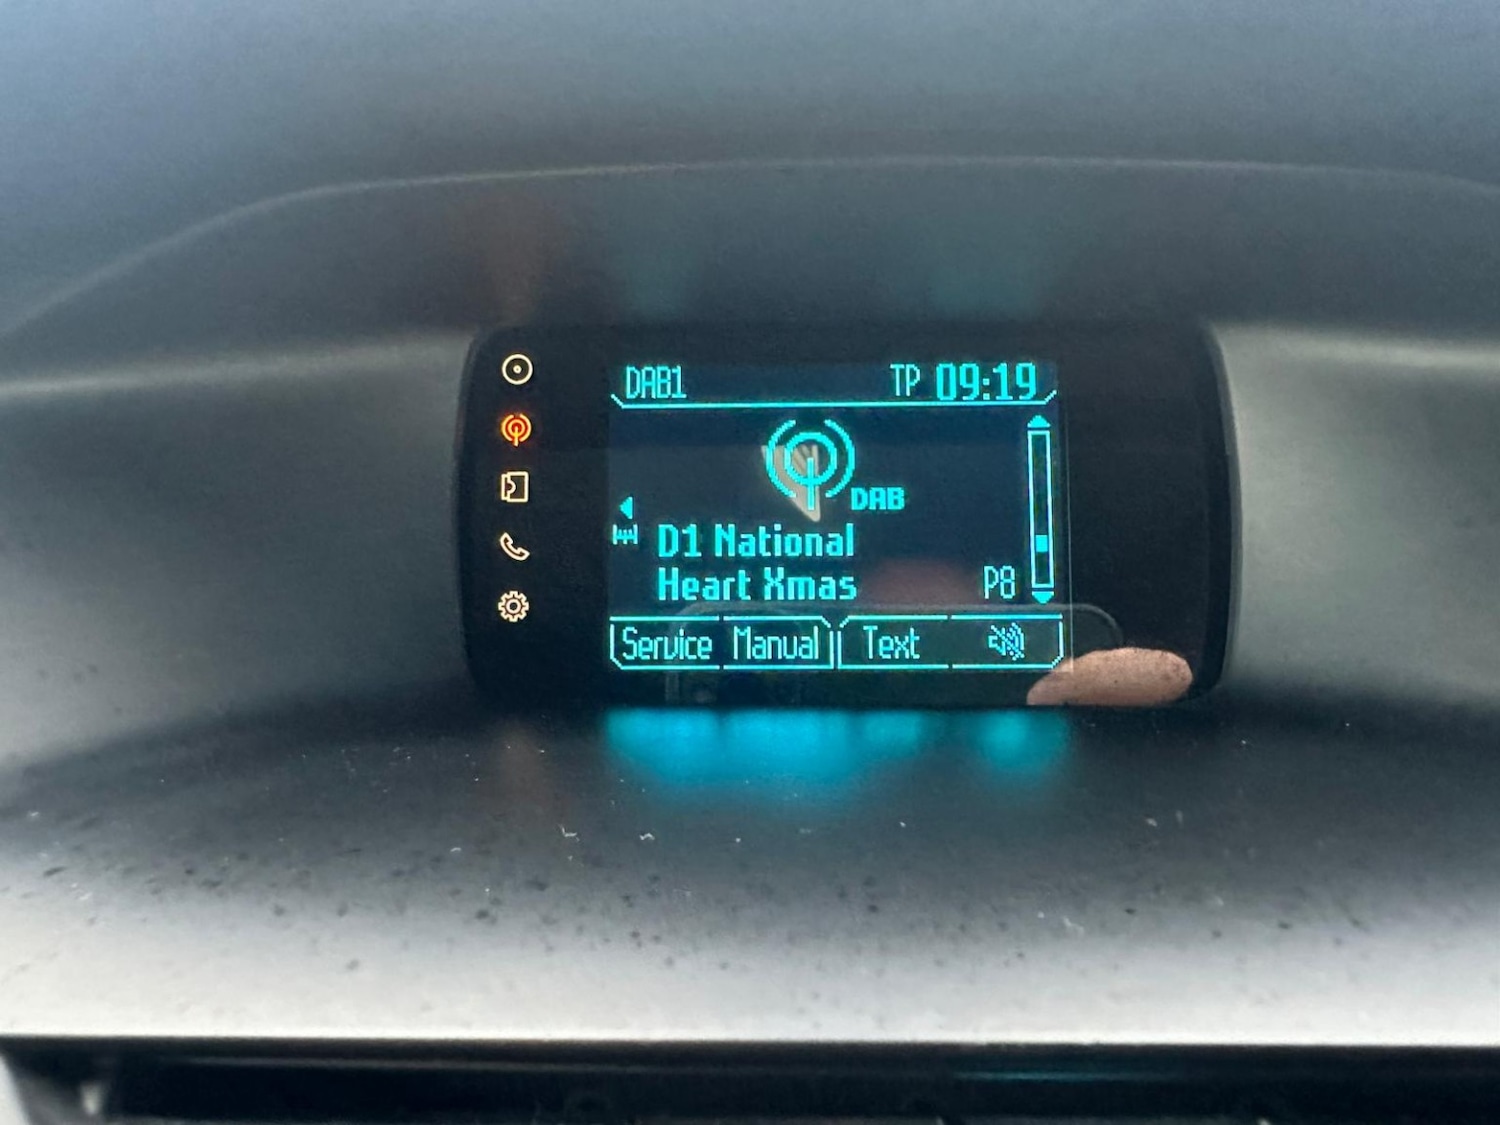 DAB1 TP 09:19
DAB
D1 National
Heart Xmas P8
Service Manual Text